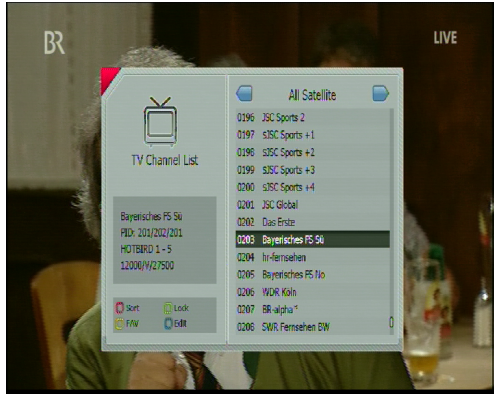 BR
LIVE
All Satellite
TV Channel List
0196 JSC Sports 2
0197 sJSC Sports +1
0198 sJSC Sports +2
0199 sJSC Sports +3
0200 sJSC Sports +4
0201 JSC Global
0202 Das Erste
0203 Bayerisches FS Sü
0204 hr-fernsehen
0205 Bayerisches FS No
0206 WDR Köln
0207 BR-alpha*
0208 SWR Fernsehen BW
Bayerisches FS Sü
PID: 201/202/201
HOTBIRD 1 - 5
12000/V/27500
Sort
Lock
FAV
Edit